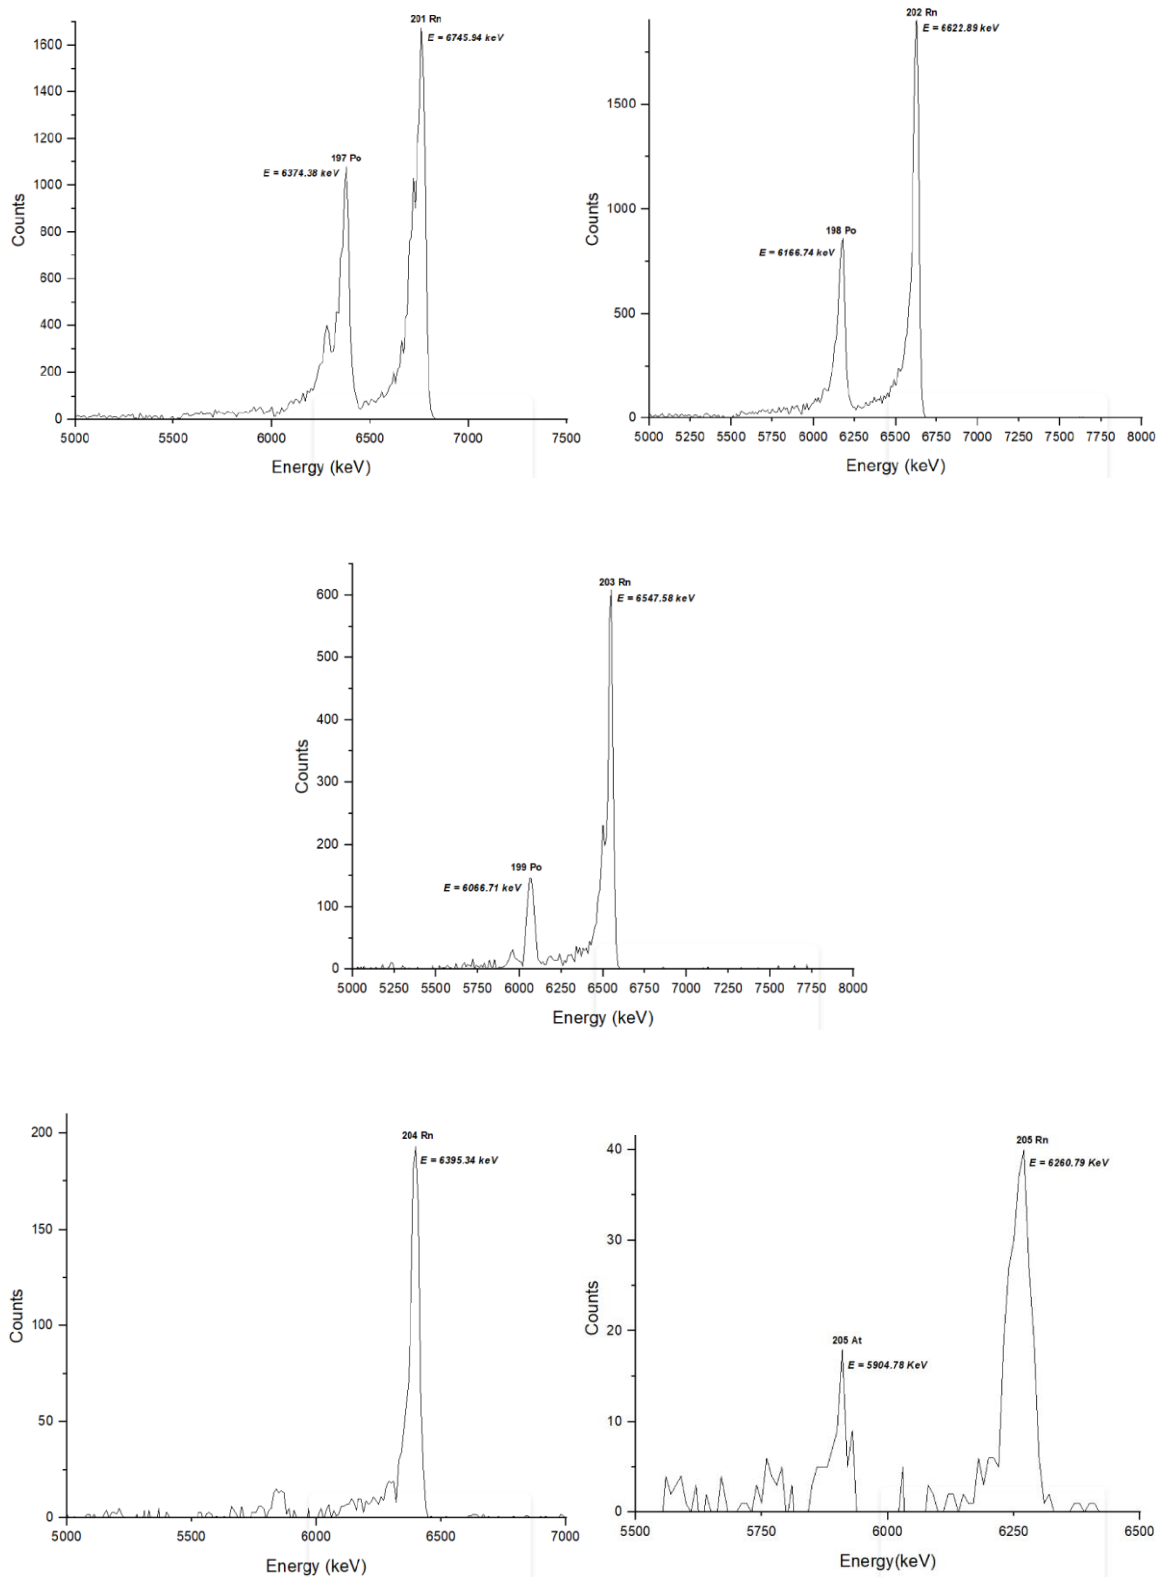 201 Rn
E = 6745.94 keV
197 Po
E = 6374.38 keV
1600
1400
1200
1000
800
600
400
200
0
Counts
5000 5500 6000 6500 7000 7500
Energy (keV)
202 Rn
E = 6622.89 keV
198 Po
E = 6166.74 keV
1500
1000
500
0
Counts
5000 5250 5500 5750 6000 6250 6500 6750 7000 7250 7500 7750 8000
Energy (keV)
203 Rn
E = 6547.58 keV
199 Po
E = 6066.71 keV
600
500
400
300
200
100
0
Counts
5000 5250 5500 5750 6000 6250 6500 6750 7000 7250 7500 7750 8000
Energy (keV)
204 Rn
E = 6395.34 keV
200
150
100
50
0
Counts
5000 5500 6000 6500 7000
Energy (keV)
205 Rn
E = 6260.79 KeV
205 At
E = 5904.78 KeV
40
30
20
10
0
Counts
5500 5750 6000 6250 6500
Energy(keV)